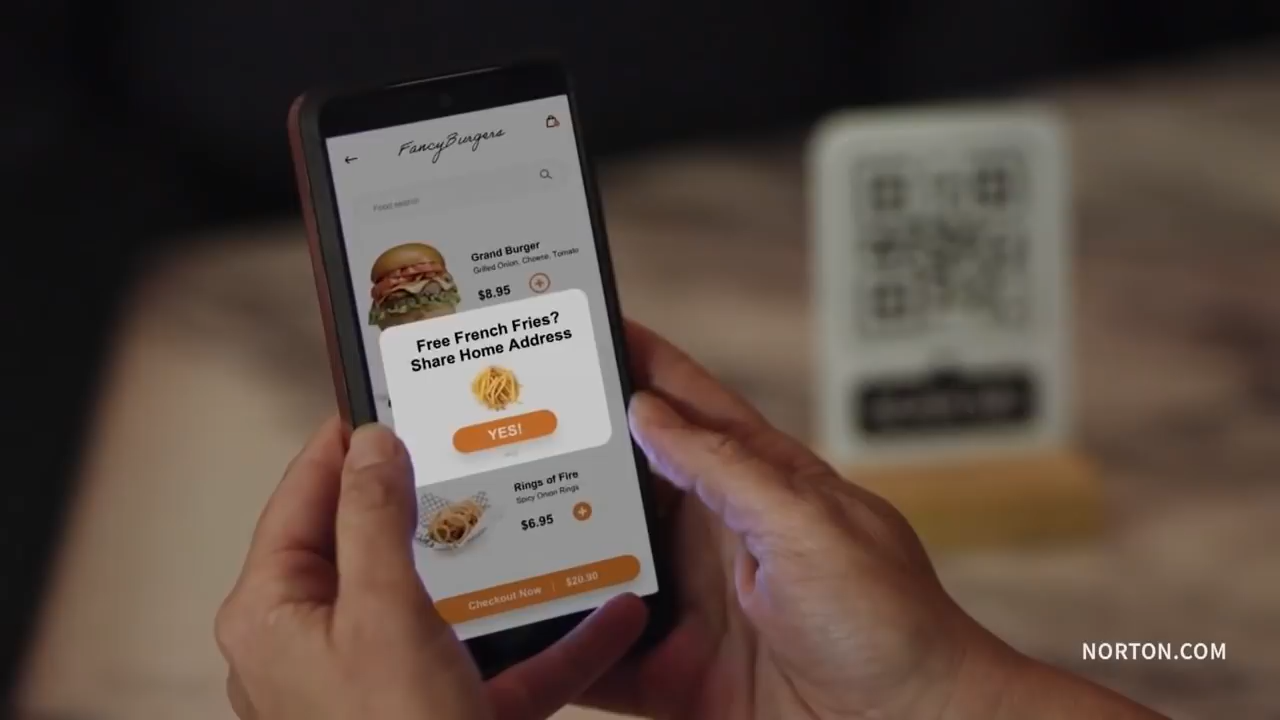 FancyBurgers
Food search
Grand Burger
Grilled Onion, Cheese, Tomato
$8.95
Free French Fries?
Share Home Address
YES!
Rings of Fire
Spicy Onion Rings
$6.95
Checkout Now | $20.90
NORTON.COM